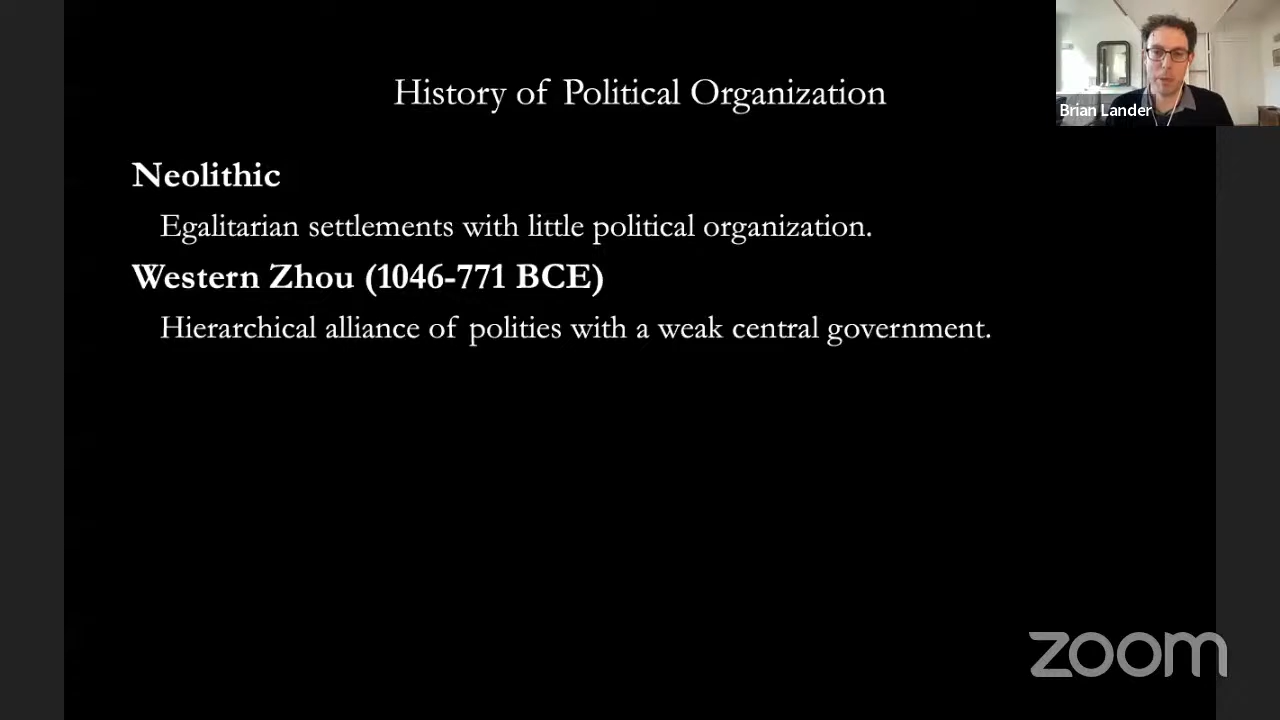 History of Political Organization
Brian Lander
Neolithic
Egalitarian settlements with little political organization.
Western Zhou (1046-771 BCE)
Hierarchical alliance of polities with a weak central government.
zoom